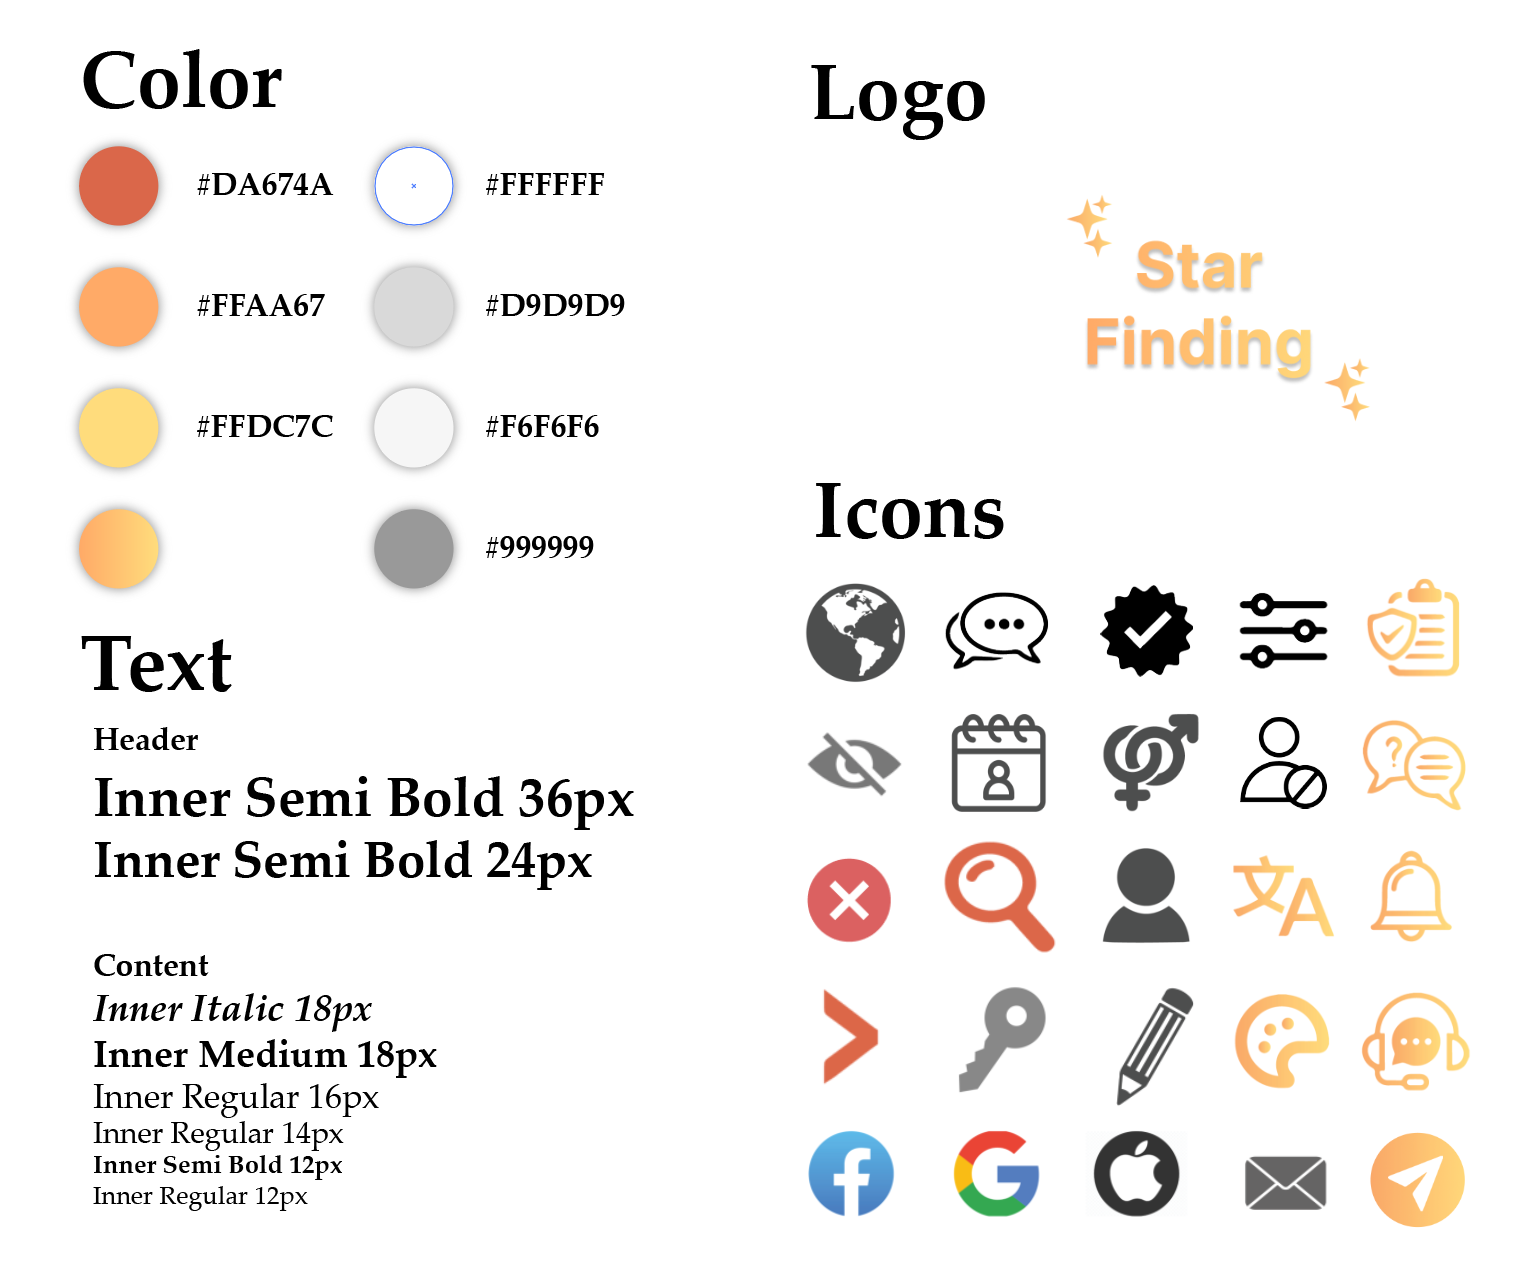 Color
#DA674A
#FFFFFF
#FFAA67
#D9D9D9
#FFDC7C
#F6F6F6
#999999
Text
Header
Inner Semi Bold 36px
Inner Semi Bold 24px
Content
Inner Italic 18px
Inner Medium 18px
Inner Regular 16px
Inner Regular 14px
Inner Semi Bold 12px
Inner Regular 12px
Logo
Star
Finding
Icons
8
?
文A
f
G